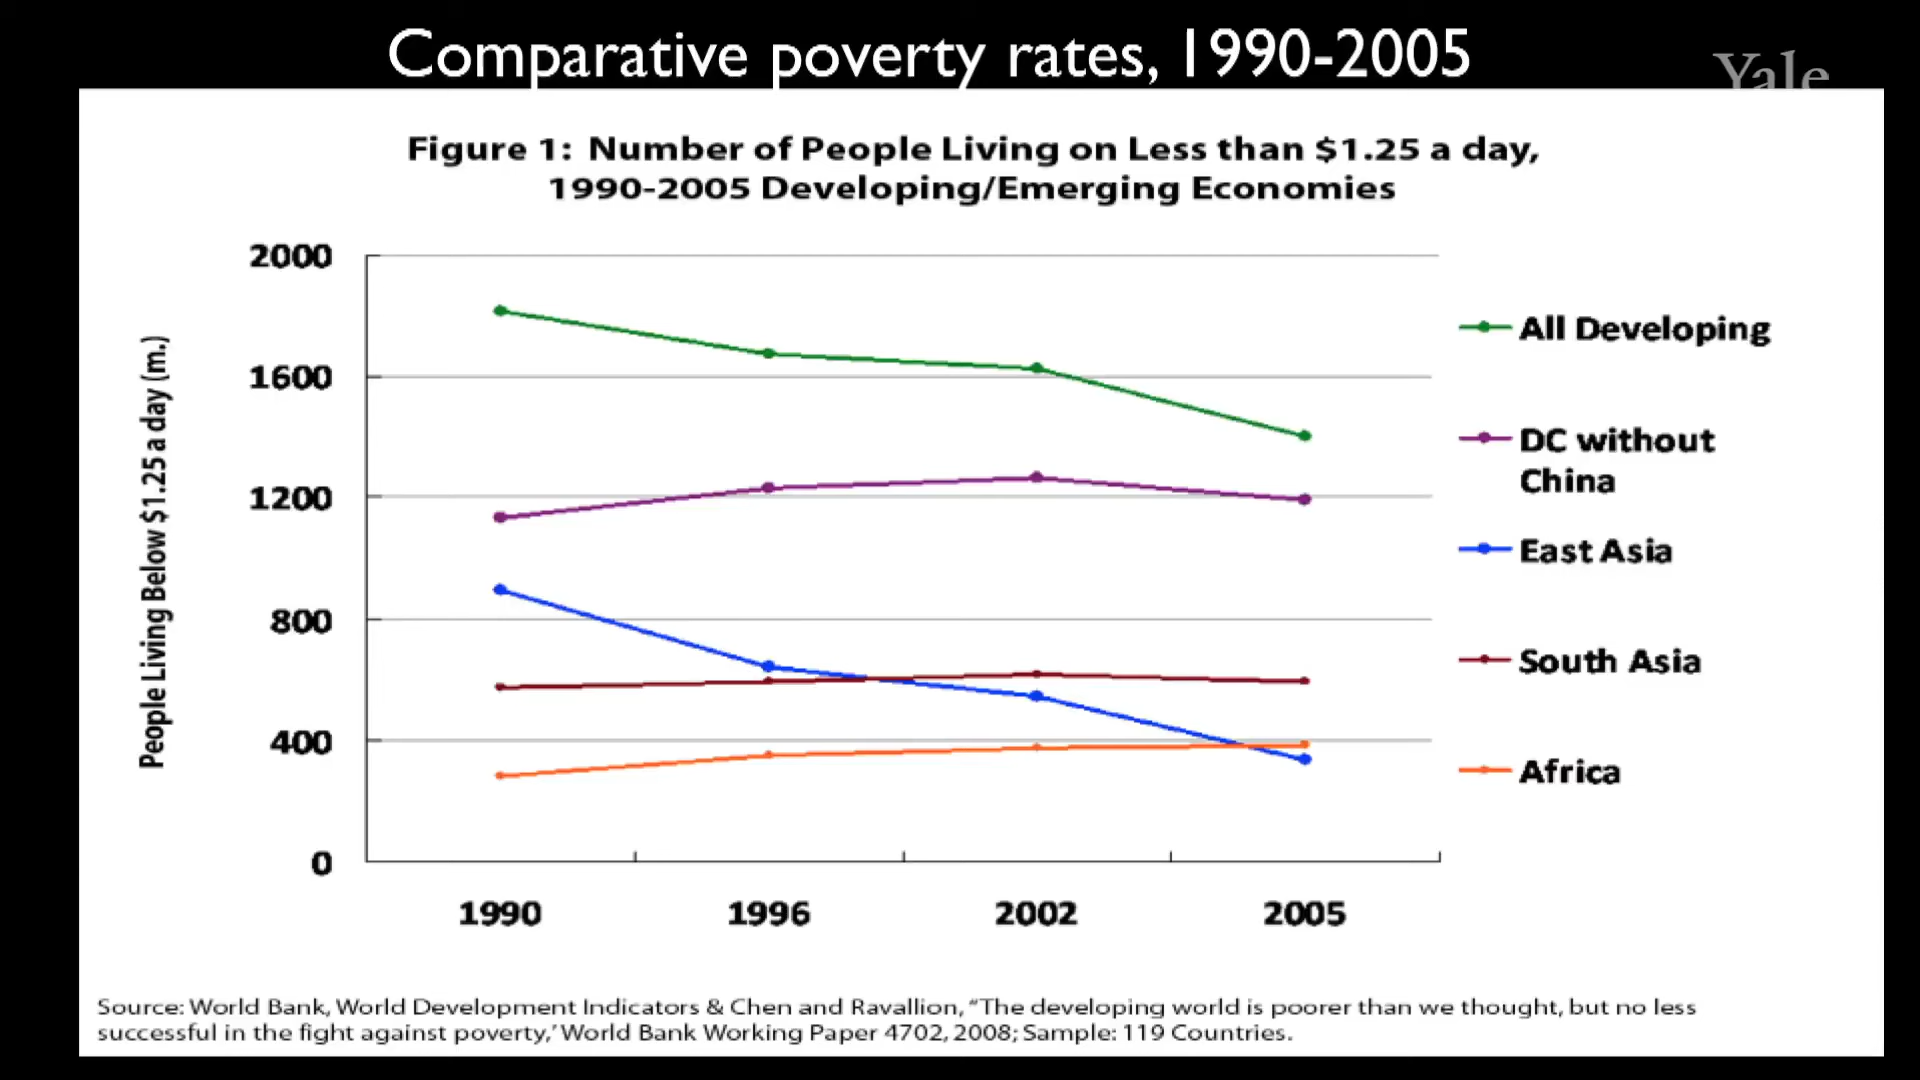 Comparative poverty rates, 1990-2005
Yale
Figure 1: Number of People Living on Less than $1.25 a day,
1990-2005 Developing/Emerging Economies
People Living Below $1.25 a day (m.)
2000
1600
1200
800
400
0
1990
1996
2002
2005
All Developing
DC without
China
East Asia
South Asia
Africa
Source: World Bank, World Development Indicators & Chen and Ravallion, “The developing world is poorer than we thought, but no less
successful in the fight against poverty,’ World Bank Working Paper 4702, 2008; Sample: 119 Countries.